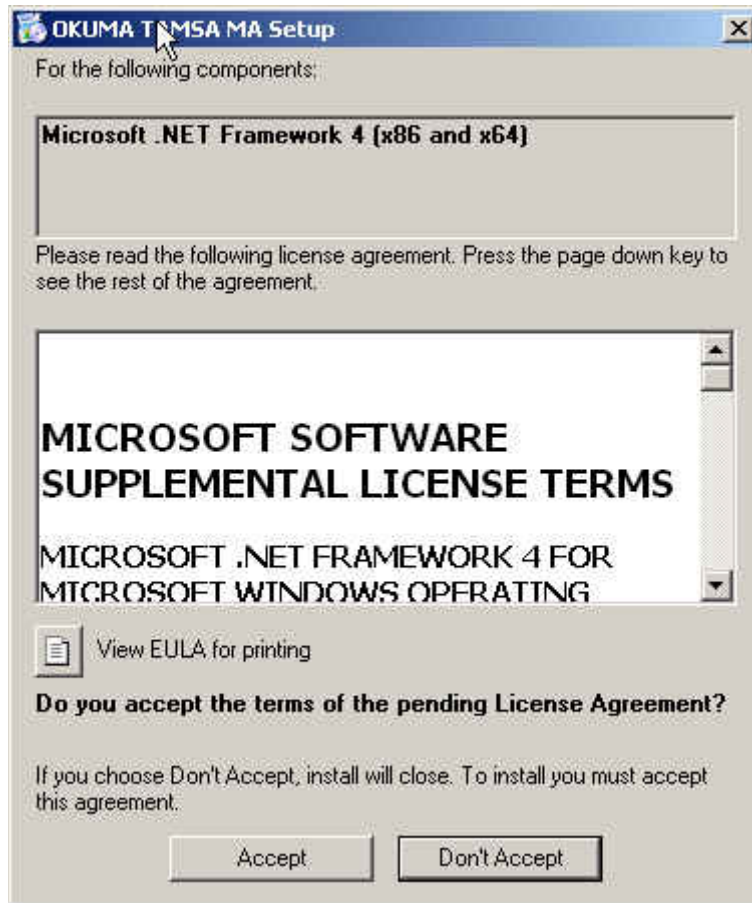 OKUMA TAMSA MA Setup
For the following components:
Microsoft .NET Framework 4 (x86 and x64)
Please read the following license agreement. Press the page down key to
see the rest of the agreement.
MICROSOFT SOFTWARE
SUPPLEMENTAL LICENSE TERMS
MICROSOFT .NET FRAMEWORK 4 FOR
MICROSOFT WINDOWS OPERATING
View EULA for printing
Do you accept the terms of the pending License Agreement?
If you choose Don't Accept, install will close. To install you must accept
this agreement.
Accept
Don't Accept